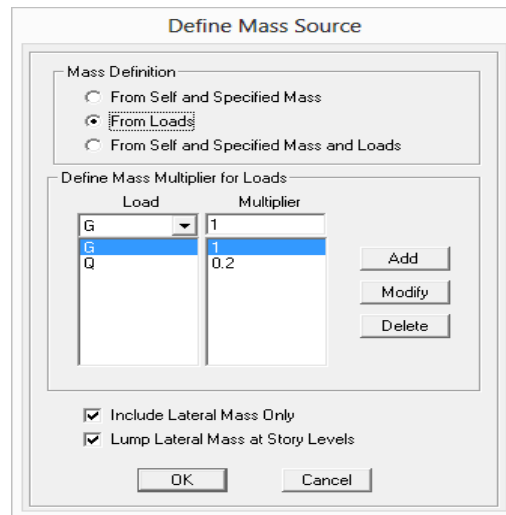 Define Mass Source
Mass Definition
From Self and Specified Mass
From Loads
From Self and Specified Mass and Loads
Define Mass Multiplier for Loads
Load Multiplier
G 1
G 1
Q 0.2
Add
Modify
Delete
Include Lateral Mass Only
Lump Lateral Mass at Story Levels
OK Cancel